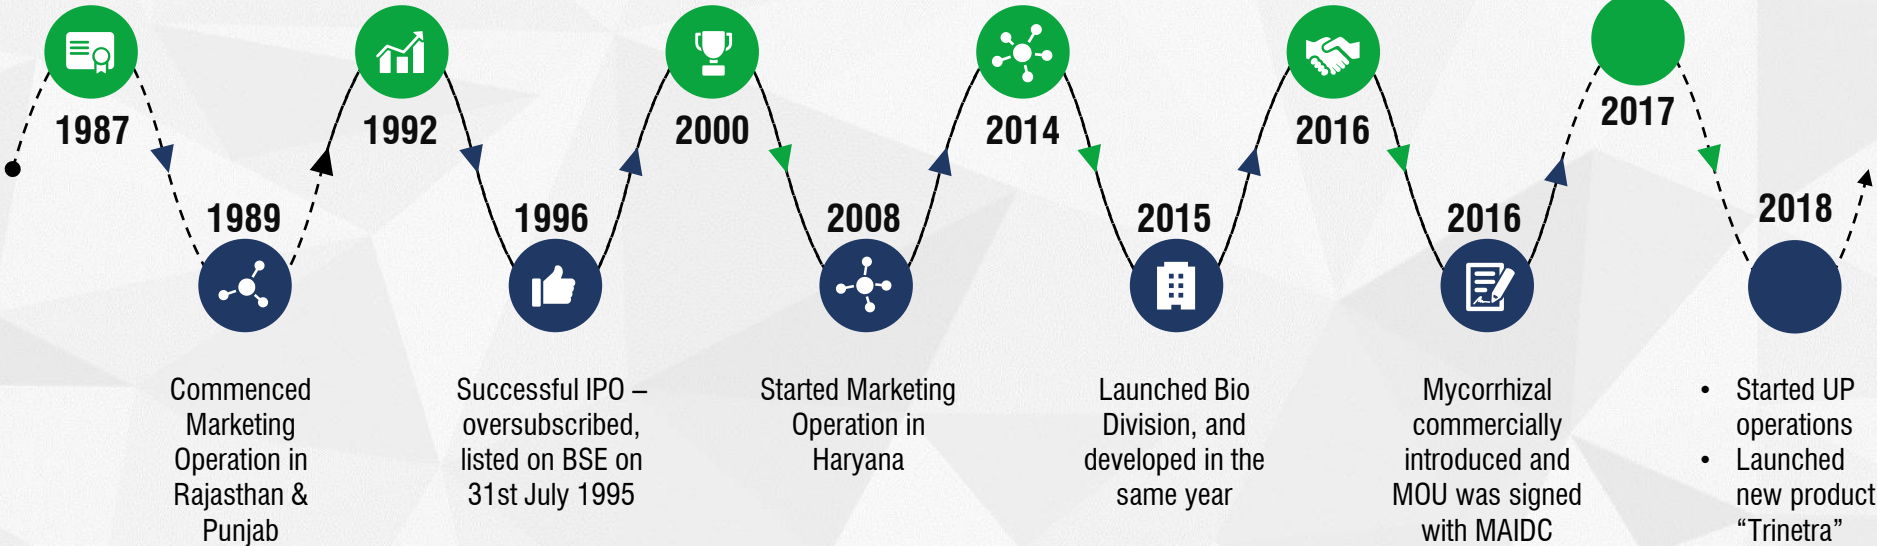 1987
1992
2000
2014
2016
2017
1989
1996
2008
2015
2016
2018
Commenced
Marketing
Operation in
Rajasthan &
Punjab
Successful IPO –
oversubscribed,
listed on BSE on
31st July 1995
Started Marketing
Operation in
Haryana
Launched Bio
Division, and
developed in the
same year
Mycorrhizal
commercially
introduced and
MOU was signed
with MAIDC
• Started UP
operations
• Launched
new product
“Trinetra”